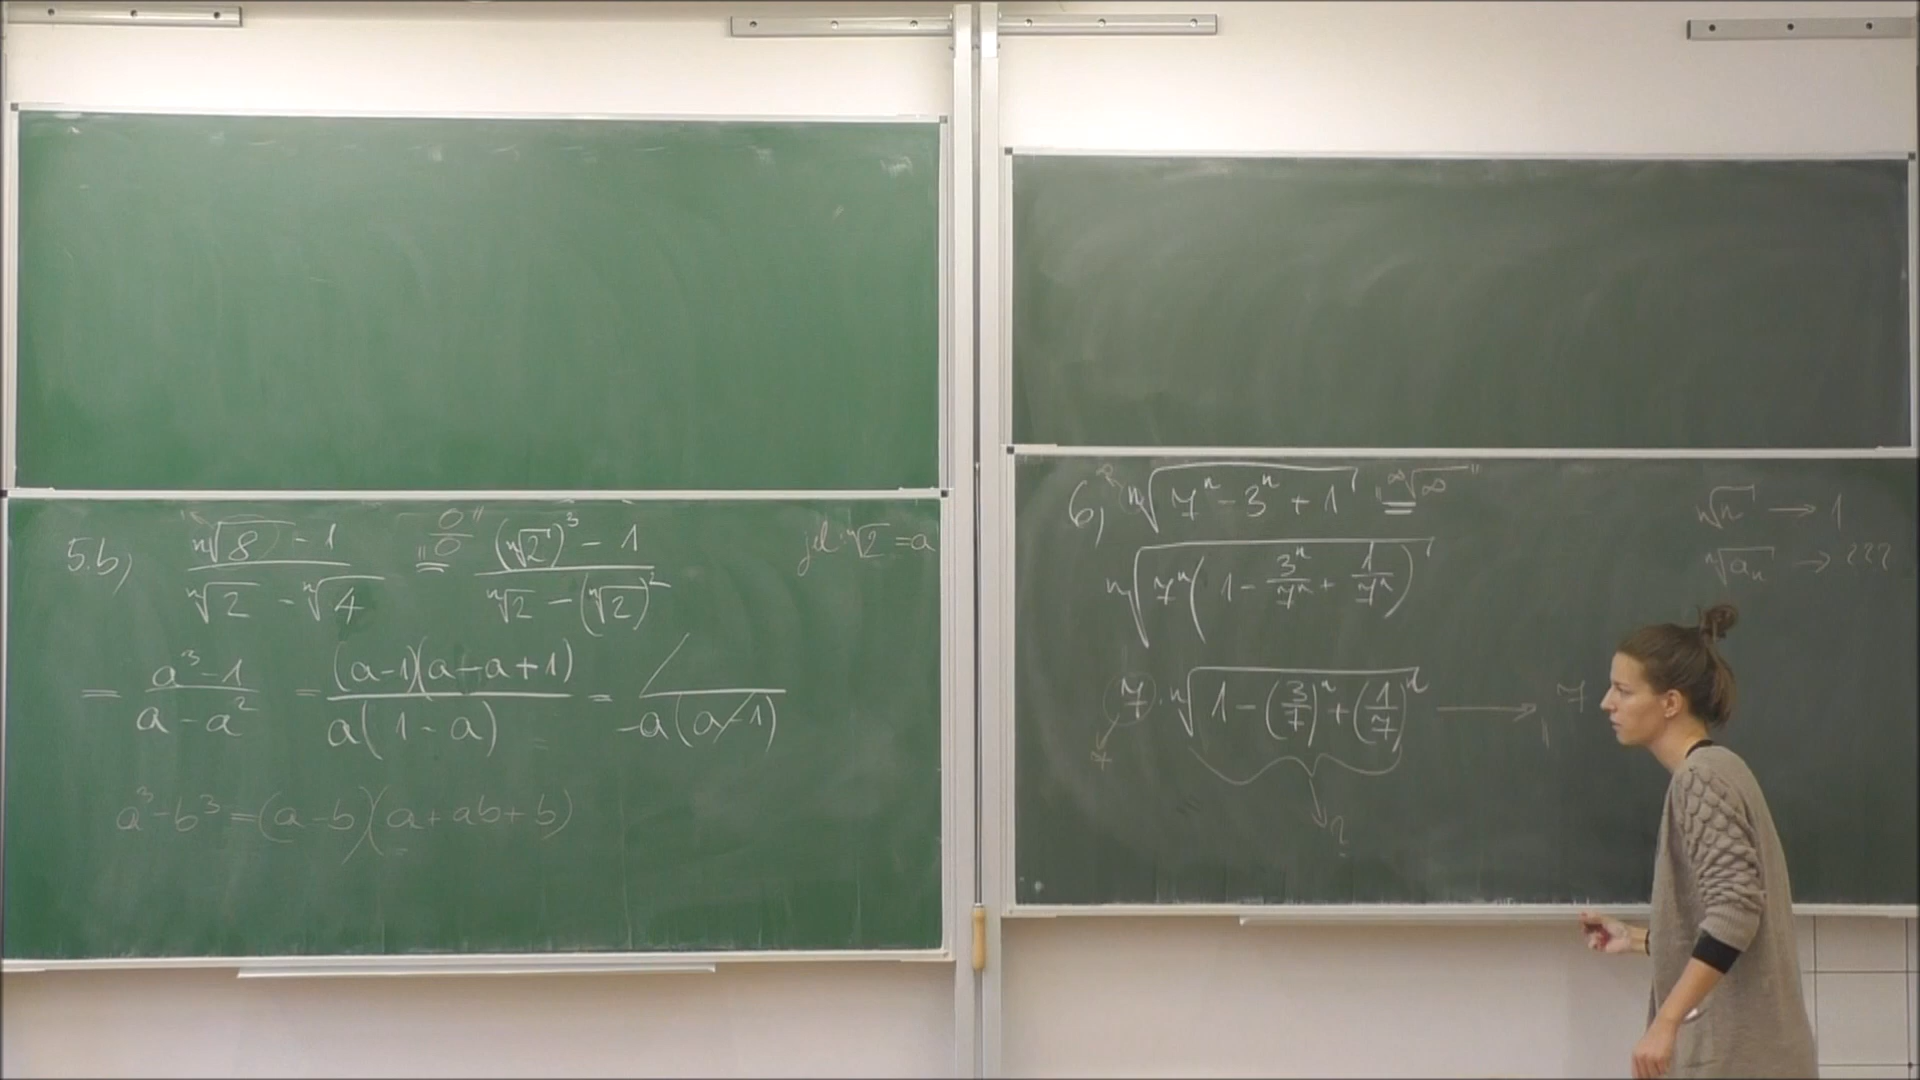 5.b) (ⁿ√8 - 1)/(ⁿ√2 - ⁿ√4) "0/0" = ((ⁿ√2)³ - 1)/(ⁿ√2 - (ⁿ√2)²) jel: ⁿ√2 = a
= (a³-1)/(a-a²) = (a-1)(a+a+1)/a(1-a) = /-a(a-1)
a³-b³=(a-b)(a+ab+b)
6, ⁿ√(7ⁿ - 3ⁿ + 1) "∞√∞" =
ⁿ√(7ⁿ(1 - 3ⁿ/7ⁿ + 1/7ⁿ))
7 · ⁿ√(1 - (3/7)ⁿ + (1/7)ⁿ) → 7
7
?
ⁿ√n → 1
ⁿ√aₙ → ???